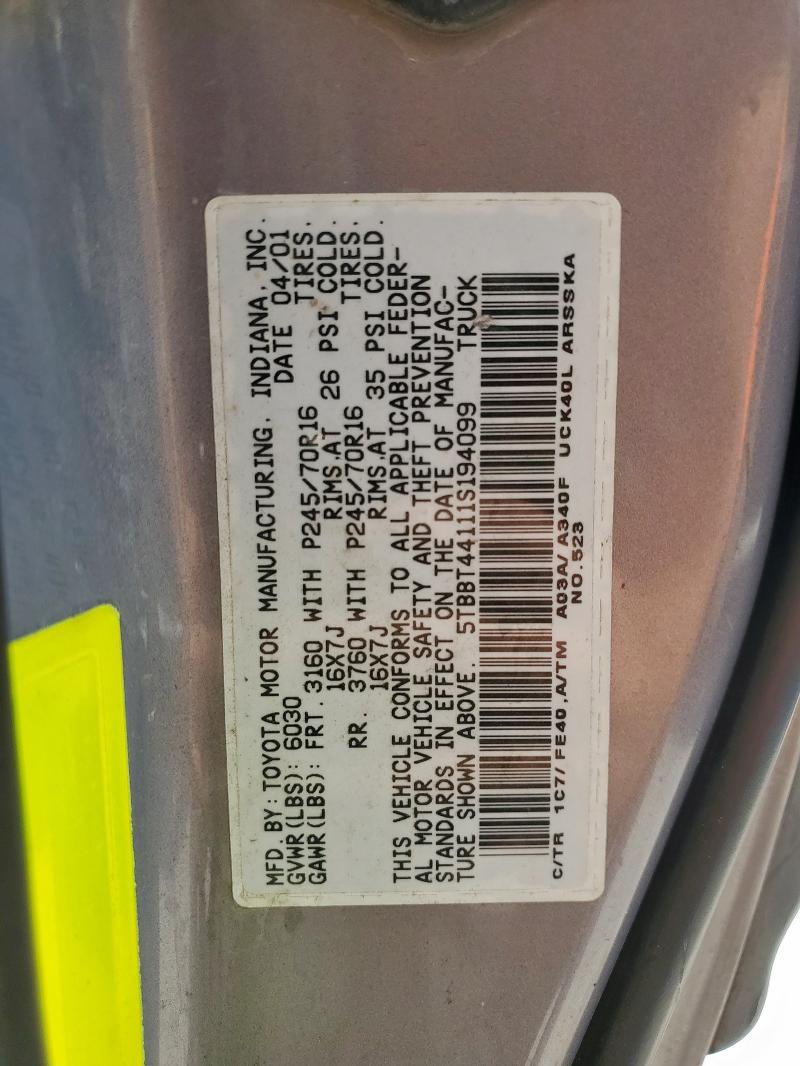 MFD. BY: TOYOTA MOTOR MANUFACTURING, INDIANA, INC.
GVWR(LBS): 6030 DATE 04/01
GAWR(LBS): FRT. 3160 WITH P245/70R16 TIRES,
16X7J RIMS,AT 26 PSI COLD.
RR. 3760 WITH P245/70R16 TIRES,
16X7J RIMS,AT 35 PSI COLD.
THIS VEHICLE CONFORMS TO ALL APPLICABLE FEDER-
AL MOTOR VEHICLE SAFETY AND THEFT PREVENTION
STANDARDS IN EFFECT ON THE DATE OF MANUFAC-
TURE SHOWN ABOVE. 5TBBT44111S194099 TRUCK
C/TR 1C7/ FE40 ,A/TM A03A/ A340F UCK40L ARSSKA
NO.523